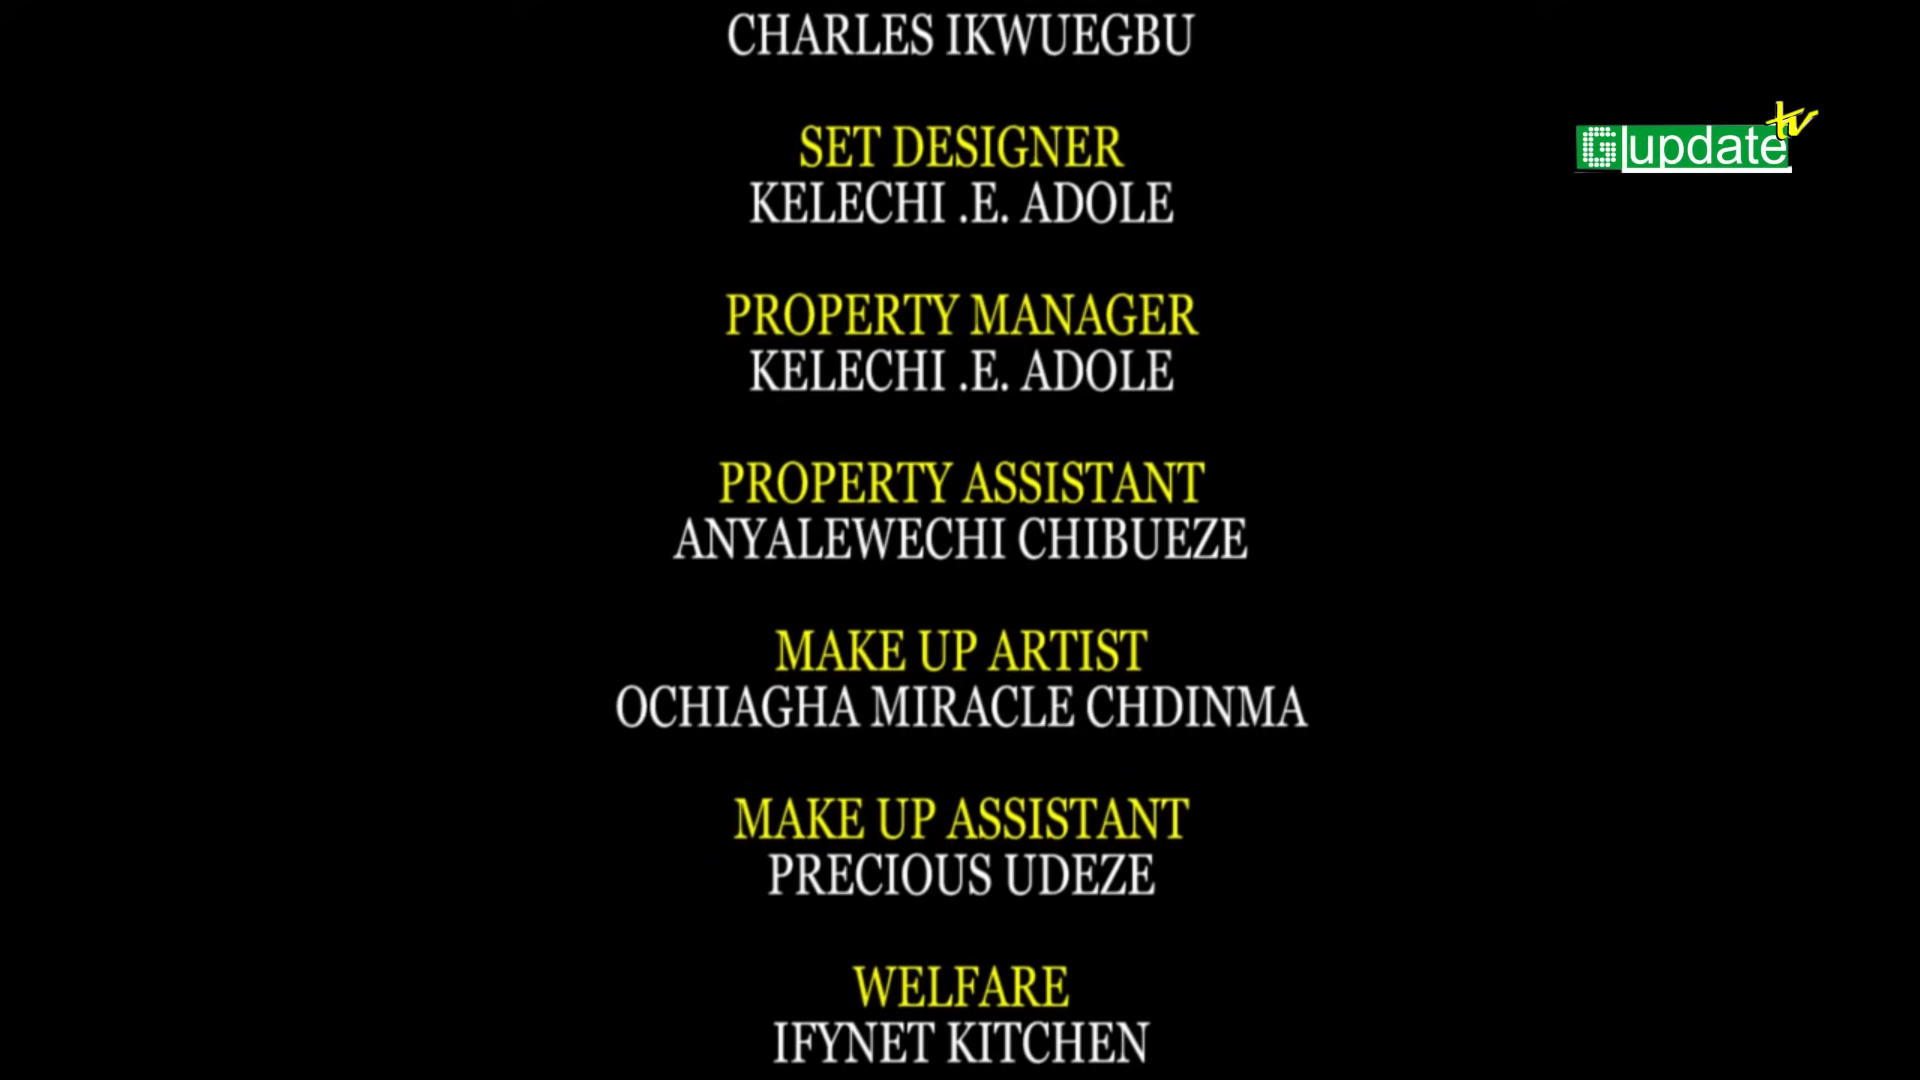 CHARLES IKWUEGBU
SET DESIGNER
KELECHI .E. ADOLE
PROPERTY MANAGER
KELECHI .E. ADOLE
PROPERTY ASSISTANT
ANYALEWECHI CHIBUEZE
MAKE UP ARTIST
OCHIAGHA MIRACLE CHDINMA
MAKE UP ASSISTANT
PRECIOUS UDEZE
WELFARE
IFYNET KITCHEN
G update tv